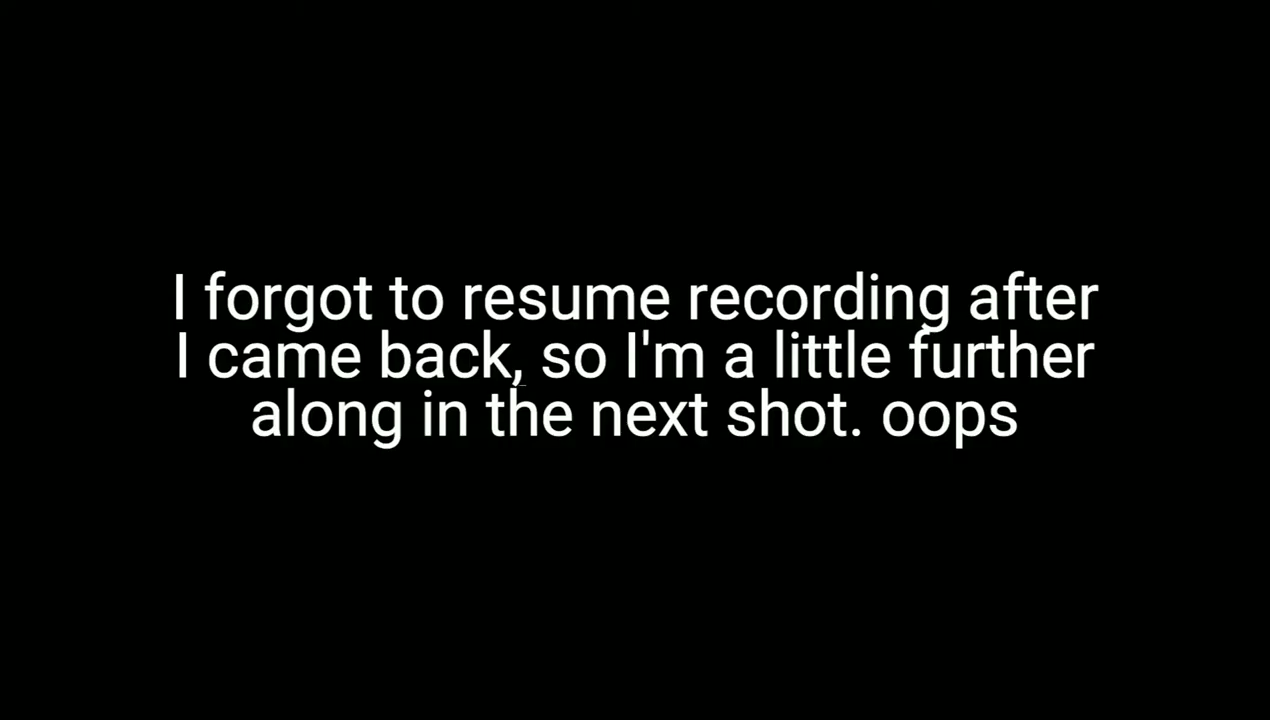 I forgot to resume recording after
I came back, so I'm a little further
along in the next shot. oops